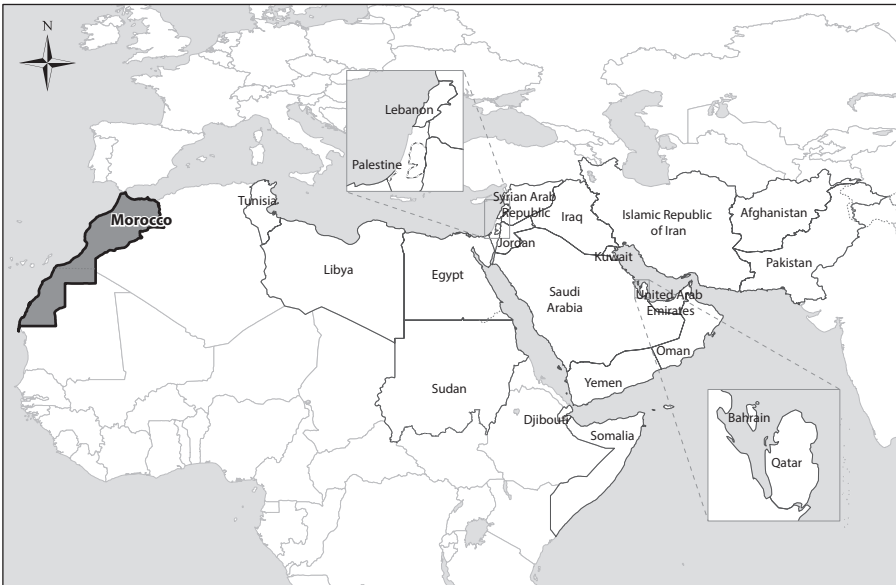 N
Lebanon
Palestine
Morocco
Tunisia
Libya
Egypt
Sudan
Syrian Arab
Republic
Jordan
Iraq
Kuwait
Islamic Republic
of Iran
Afghanistan
Pakistan
Saudi
Arabia
United Arab
Emirates
Oman
Yemen
Djibouti
Somalia
Bahrain
Qatar